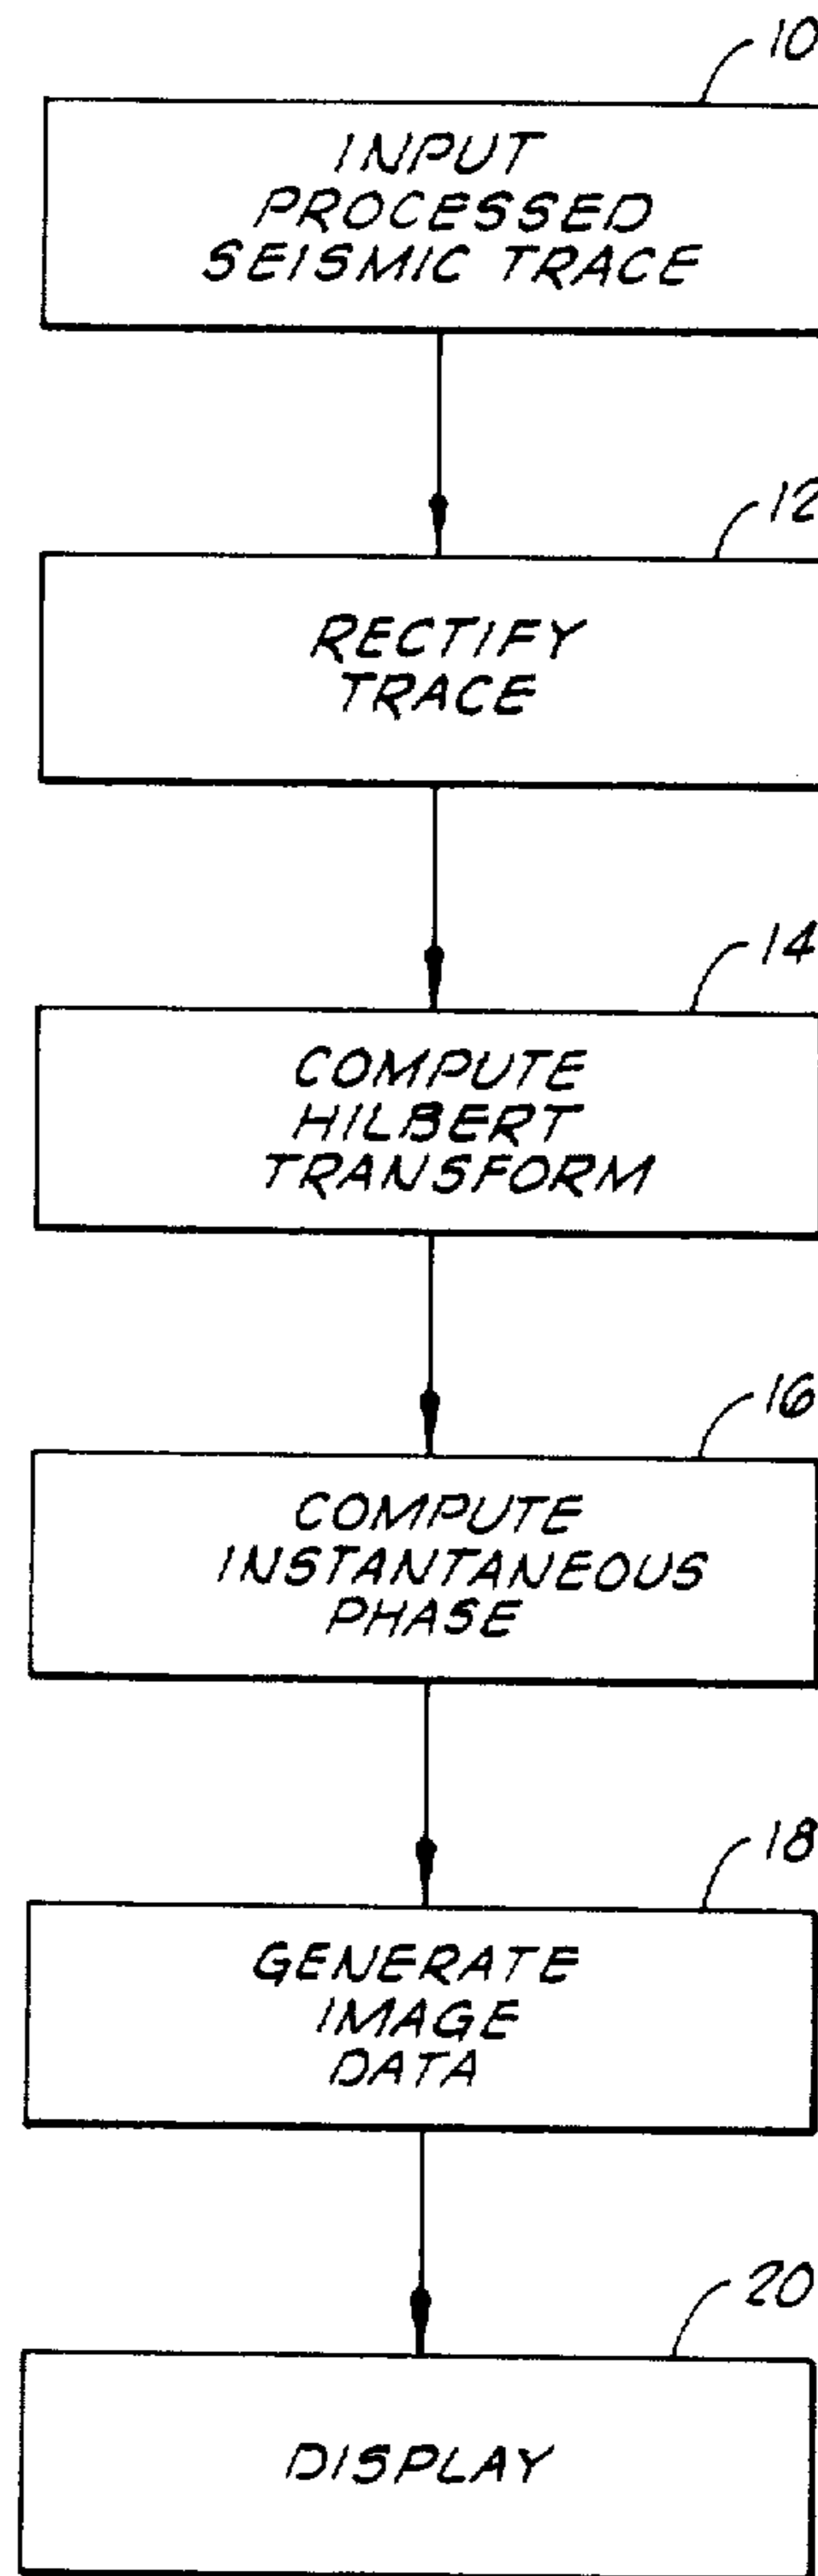 10
INPUT
PROCESSED
SEISMIC TRACE
12
RECTIFY
TRACE
14
COMPUTE
HILBERT
TRANSFORM
16
COMPUTE
INSTANTANEOUS
PHASE
18
GENERATE
IMAGE
DATA
20
DISPLAY